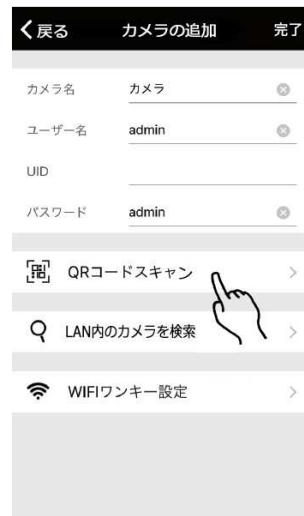 戻る カメラの追加 完了
カメラ名 カメラ
ユーザー名 admin
UID
パスワード admin
QRコードスキャン
LAN内のカメラを検索
WIFIワンキー設定